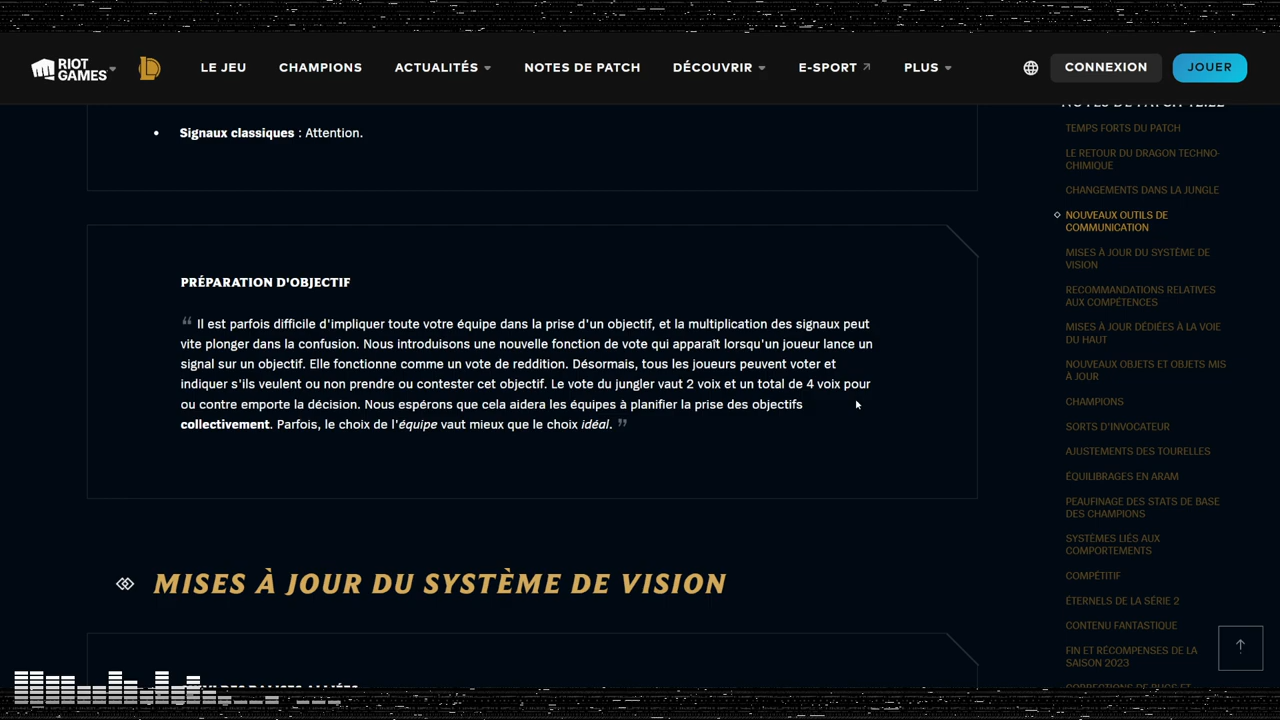 RIOT GAMES
LE JEU
CHAMPIONS
ACTUALITÉS
NOTES DE PATCH
DÉCOUVRIR
E-SPORT
PLUS
CONNEXION
JOUER
Signaux classiques : Attention.
PRÉPARATION D'OBJECTIF
“ Il est parfois difficile d'impliquer toute votre équipe dans la prise d'un objectif, et la multiplication des signaux peut
vite plonger dans la confusion. Nous introduisons une nouvelle fonction de vote qui apparaît lorsqu'un joueur lance un
signal sur un objectif. Elle fonctionne comme un vote de reddition. Désormais, tous les joueurs peuvent voter et
indiquer s'ils veulent ou non prendre ou contester cet objectif. Le vote du jungler vaut 2 voix et un total de 4 voix pour
ou contre emporte la décision. Nous espérons que cela aidera les équipes à planifier la prise des objectifs
collectivement. Parfois, le choix de l'équipe vaut mieux que le choix idéal. ”
MISES À JOUR DU SYSTÈME DE VISION
NOTES DE PATCH 12.22
TEMPS FORTS DU PATCH
LE RETOUR DU DRAGON TECHNO-
CHIMIQUE
CHANGEMENTS DANS LA JUNGLE
NOUVEAUX OUTILS DE
COMMUNICATION
MISES À JOUR DU SYSTÈME DE
VISION
RECOMMANDATIONS RELATIVES
AUX COMPÉTENCES
MISES À JOUR DÉDIÉES À LA VOIE
DU HAUT
NOUVEAUX OBJETS ET OBJETS MIS
À JOUR
CHAMPIONS
SORTS D'INVOCATEUR
AJUSTEMENTS DES TOURELLES
ÉQUILIBRAGES EN ARAM
PEAUFINAGE DES STATS DE BASE
DES CHAMPIONS
SYSTÈMES LIÉS AUX
COMPORTEMENTS
COMPÉTITIF
ÉTERNELS DE LA SÉRIE 2
CONTENU FANTASTIQUE
FIN ET RÉCOMPENSES DE LA
SAISON 2023
CORRECTIONS DE BUGS ET